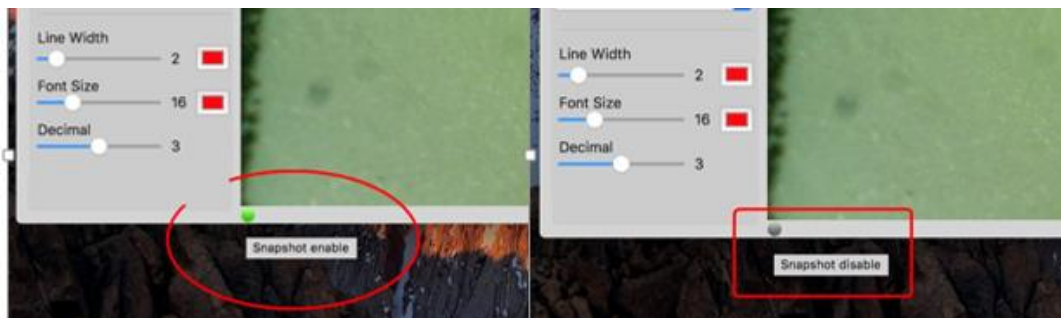 Line Width
2
Font Size
16
Decimal
3
Snapshot enable
Line Width
2
Font Size
16
Decimal
3
Snapshot disable